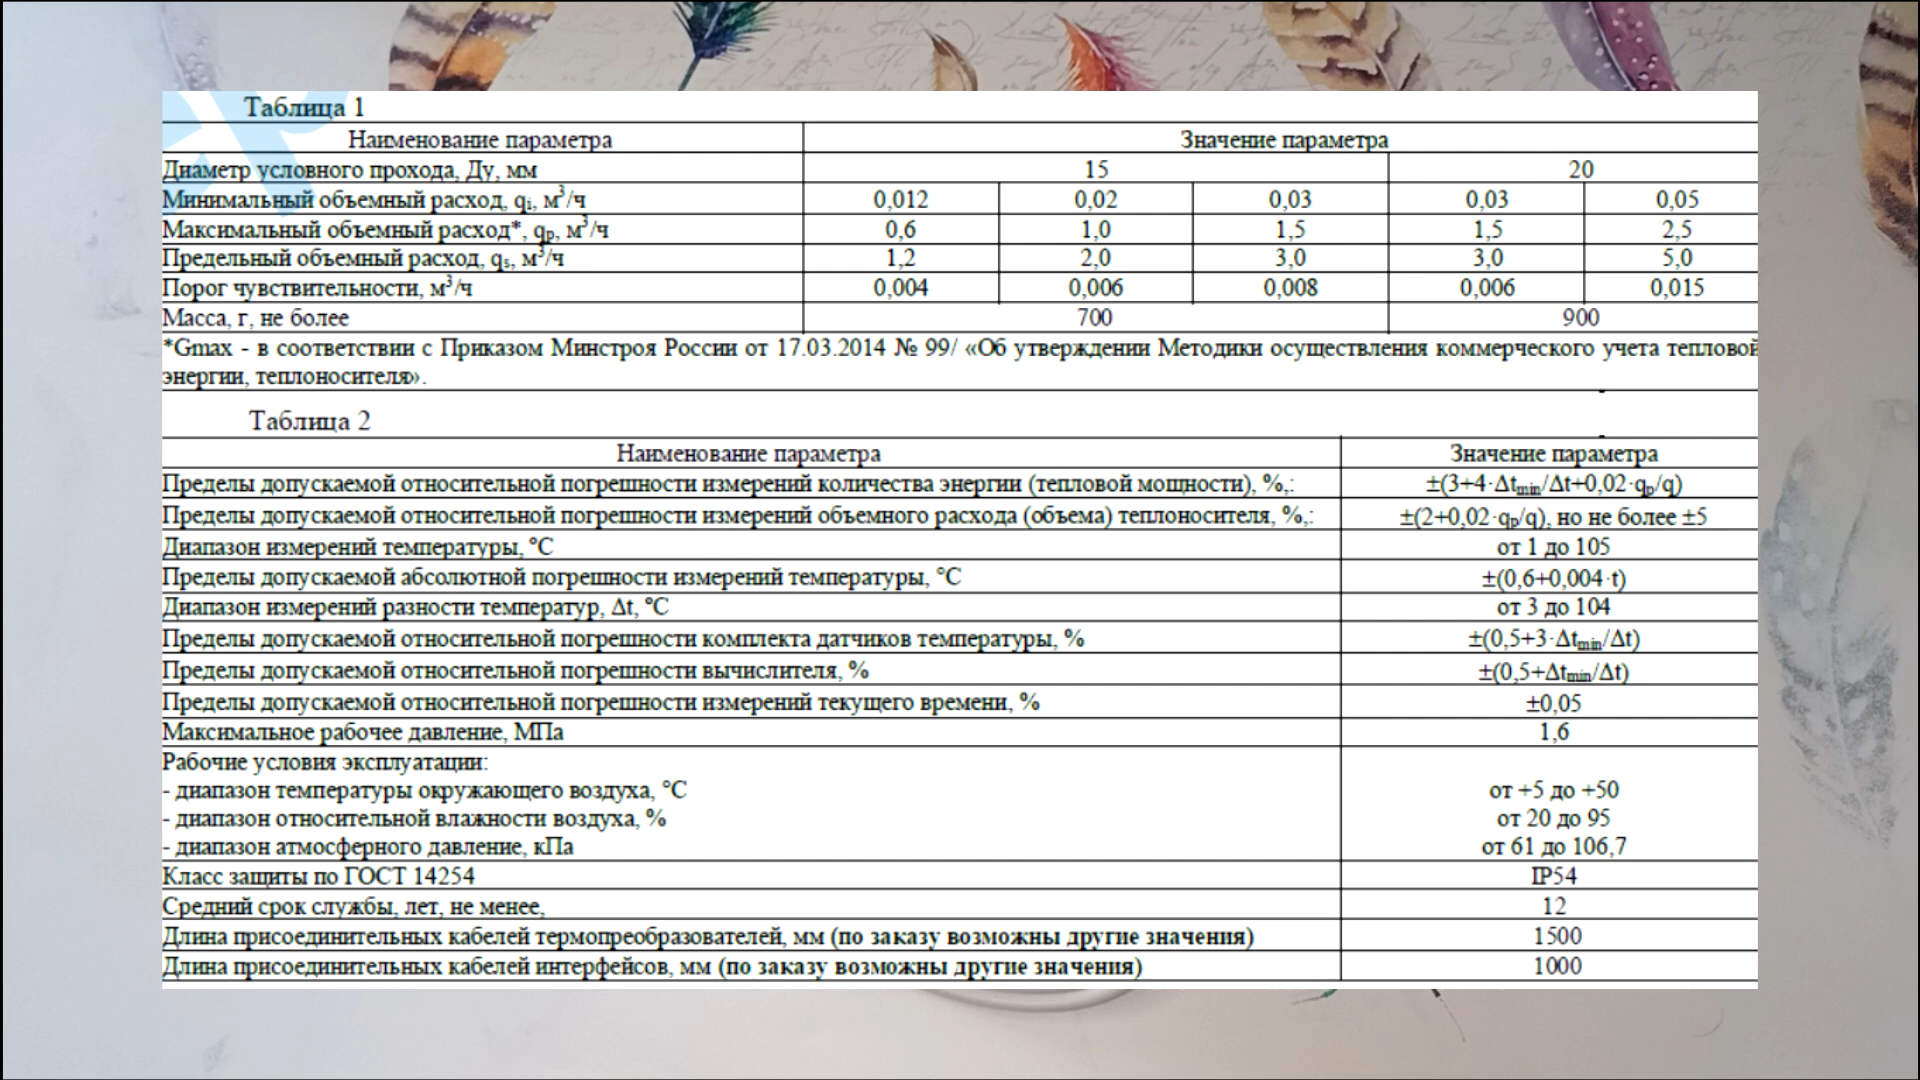 Таблица 1
Наименование параметра Значение параметра
Диаметр условного прохода, Ду, мм 15 20
Минимальный объемный расход, qi, м³/ч 0,012 0,02 0,03 0,03 0,05
Максимальный объемный расход*, qp, м³/ч 0,6 1,0 1,5 1,5 2,5
Предельный объемный расход, qs, м³/ч 1,2 2,0 3,0 3,0 5,0
Порог чувствительности, м³/ч 0,004 0,006 0,008 0,006 0,015
Масса, г, не более 700 900
*Gmax - в соответствии с Приказом Минстроя России от 17.03.2014 № 99/ «Об утверждении Методики осуществления коммерческого учета тепловой
энергии, теплоносителя».
Таблица 2
Наименование параметра Значение параметра
Пределы допускаемой относительной погрешности измерений количества энергии (тепловой мощности), %,: ±(3+4·Δtmin/Δt+0,02·qp/q)
Пределы допускаемой относительной погрешности измерений объемного расхода (объема) теплоносителя, %,: ±(2+0,02·qp/q), но не более ±5
Диапазон измерений температуры, °С от 1 до 105
Пределы допускаемой абсолютной погрешности измерений температуры, °С ±(0,6+0,004·t)
Диапазон измерений разности температур, Δt, °С от 3 до 104
Пределы допускаемой относительной погрешности комплекта датчиков температуры, % ±(0,5+3·Δtmin/Δt)
Пределы допускаемой относительной погрешности вычислителя, % ±(0,5+Δtmin/Δt)
Пределы допускаемой относительной погрешности измерений текущего времени, % ±0,05
Максимальное рабочее давление, МПа 1,6
Рабочие условия эксплуатации:
- диапазон температуры окружающего воздуха, °С от +5 до +50
- диапазон относительной влажности воздуха, % от 20 до 95
- диапазон атмосферного давление, кПа от 61 до 106,7
Класс защиты по ГОСТ 14254 IP54
Средний срок службы, лет, не менее, 12
Длина присоединительных кабелей термопреобразователей, мм (по заказу возможны другие значения) 1500
Длина присоединительных кабелей интерфейсов, мм (по заказу возможны другие значения) 1000